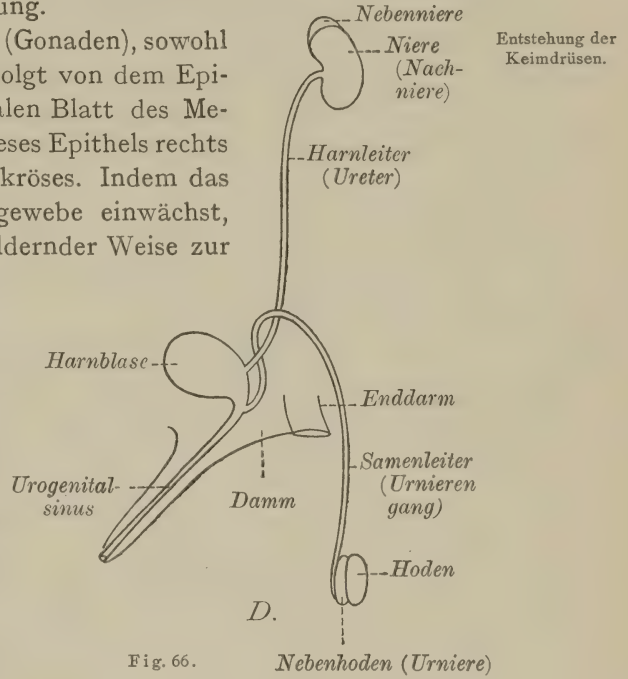 ung.
(Gonaden), sowohl
olgt von dem Epi-
alen Blatt des Me-
eses Epithels rechts
kröses. Indem das
gewebe einwächst,
ldernder Weise zur
Entstehung der
Keimdrüsen.
Nebenniere
Niere
(Nach-
niere)
Harnleiter
(Ureter)
Harnblase
Enddarm
Samenleiter
(Urnieren
gang)
Urogenital-
sinus
Damm
Hoden
D.
Fig. 66.
Nebenhoden (Urniere)